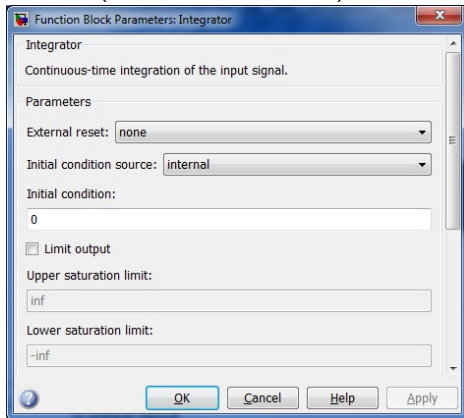 Function Block Parameters: Integrator
Integrator
Continuous-time integration of the input signal.
Parameters
External reset: none
Initial condition source: internal
Initial condition:
0
Limit output
Upper saturation limit:
inf
Lower saturation limit:
-inf
OK Cancel Help Apply